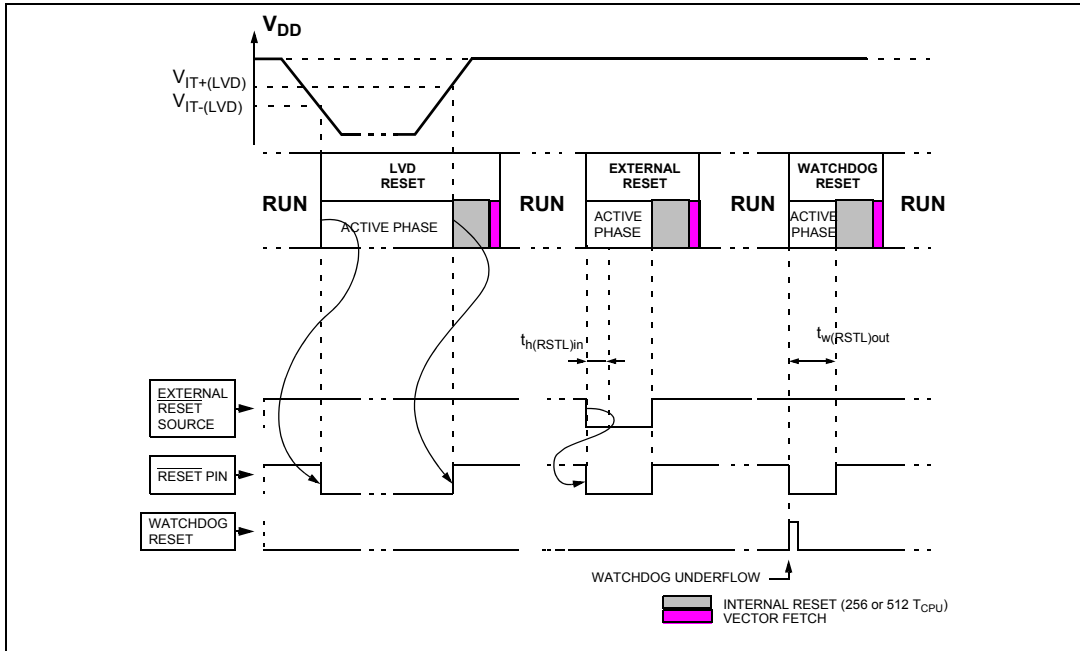 VDD
VIT+(LVD)
VIT-(LVD)
LVD
RESET
EXTERNAL
RESET
WATCHDOG
RESET
RUN
RUN
RUN
RUN
ACTIVE PHASE
ACTIVE
PHASE
ACTIVE
PHASE
th(RSTL)in
tw(RSTL)out
EXTERNAL
RESET
SOURCE
RESET PIN
WATCHDOG
RESET
WATCHDOG UNDERFLOW
INTERNAL RESET (256 or 512 TCPU)
VECTOR FETCH